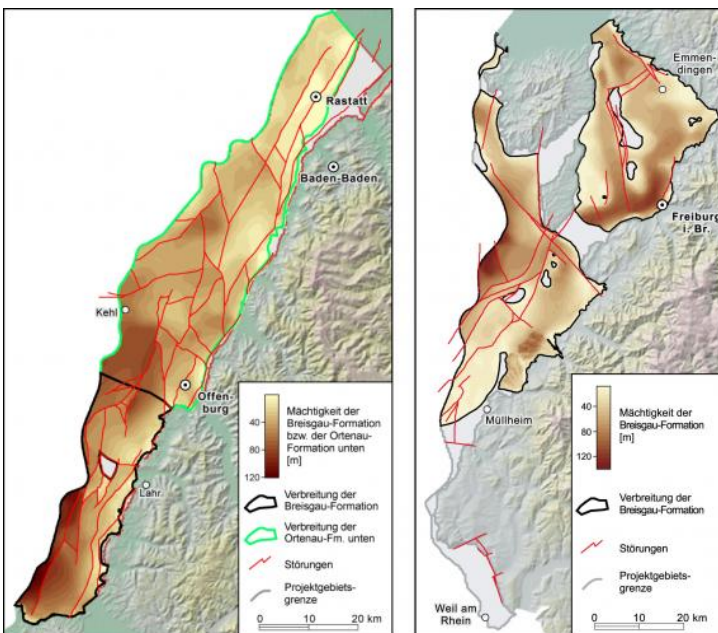 Rastatt
Baden-Baden
Kehl
Offen-
burg
Lahr
40
80
120
Mächtigkeit der
Breisgau-Formation
bzw. der Ortenau-
Formation unten
[m]
Verbreitung der
Breisgau-Formation
Verbreitung der
Ortenau-Fm. unten
Störungen
Projektgebiets-
grenze
0 10 20 km
Emmen-
dingen
Freiburg
i. Br.
Müllheim
Weil am
Rhein
40
120
Mächtigkeit der
Breisgau-Formation
[m]
Verbreitung der
Breisgau-Formation
Störungen
Projektgebiets-
grenze
0 10 20 km